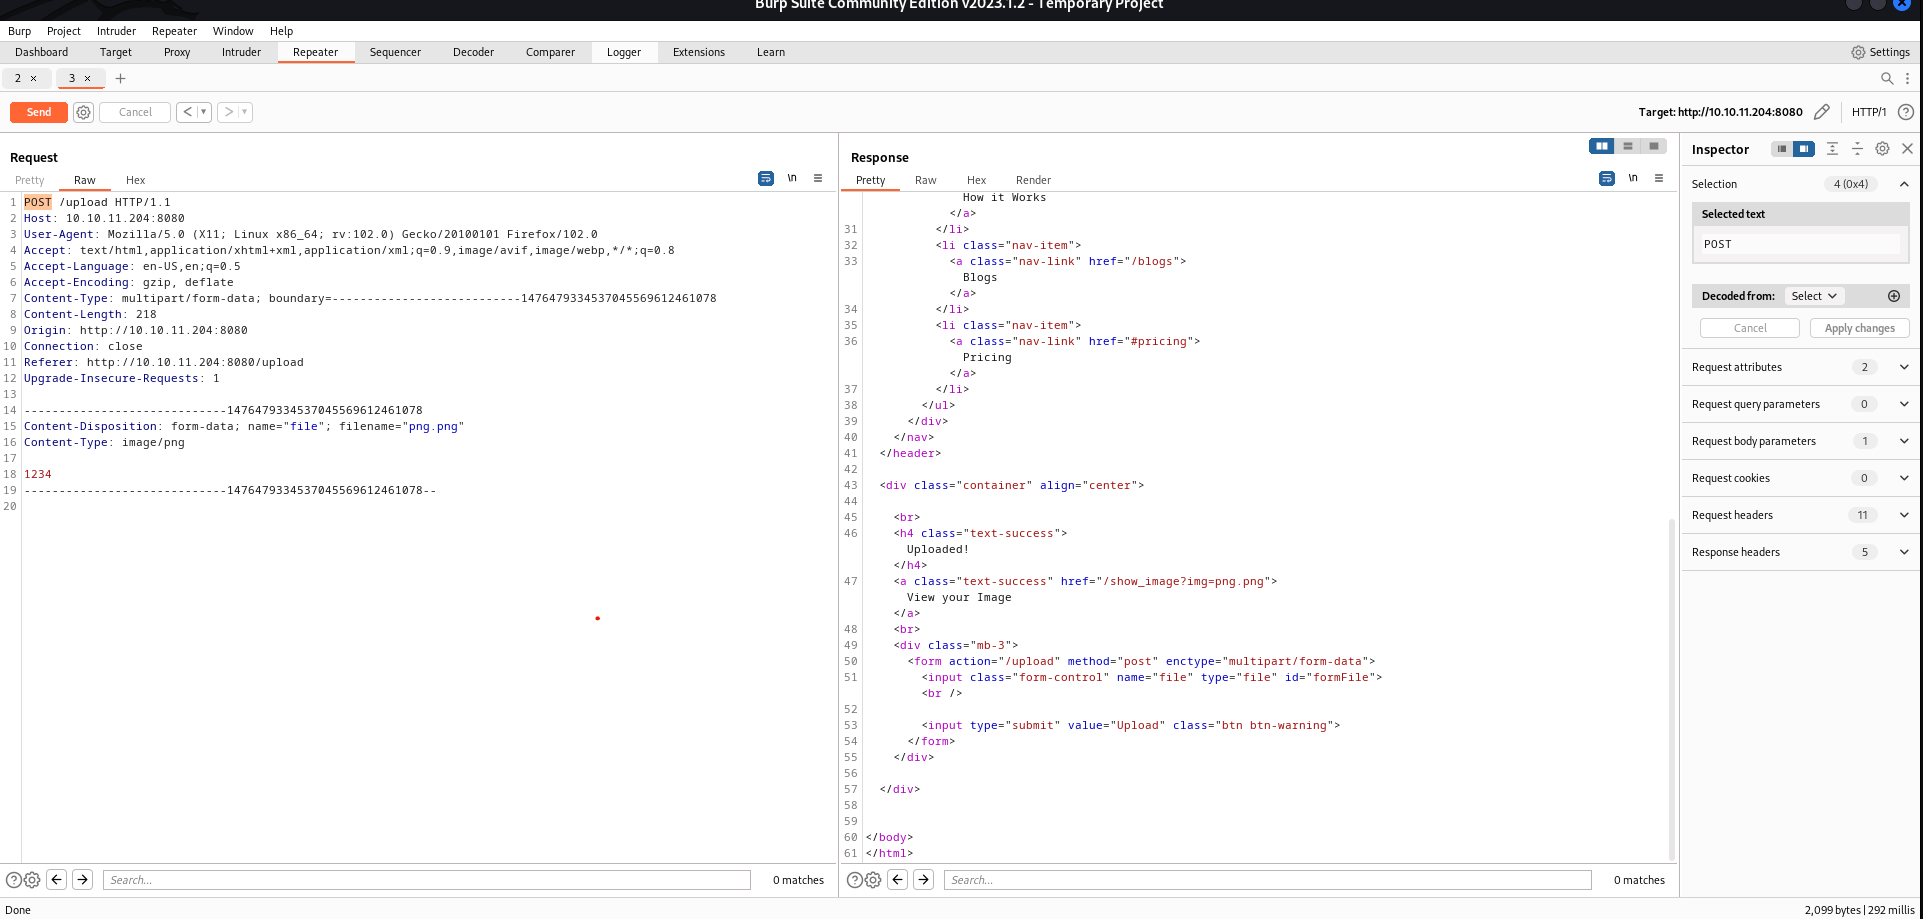 Burp Suite Community Edition v2023.1.2 - Temporary Project
Burp Project Intruder Repeater Window Help
Dashboard Target Proxy Intruder Repeater Sequencer Decoder Comparer Logger Extensions Learn Settings
2 × 3 × +
Send Cancel < > Target: http://10.10.11.204:8080 HTTP/1 ?
Request
Pretty Raw Hex \n
1 POST /upload HTTP/1.1
2 Host: 10.10.11.204:8080
3 User-Agent: Mozilla/5.0 (X11; Linux x86_64; rv:102.0) Gecko/20100101 Firefox/102.0
4 Accept: text/html,application/xhtml+xml,application/xml;q=0.9,image/avif,image/webp,*/*;q=0.8
5 Accept-Language: en-US,en;q=0.5
6 Accept-Encoding: gzip, deflate
7 Content-Type: multipart/form-data; boundary=---------------------------14764793345370455696124​61078
8 Content-Length: 218
9 Origin: http://10.10.11.204:8080
10 Connection: close
11 Referer: http://10.10.11.204:8080/upload
12 Upgrade-Insecure-Requests: 1
13
14 -----------------------------1476479334537045569612461078
15 Content-Disposition: form-data; name="file"; filename="png.png"
16 Content-Type: image/png
17
18 1234
19 -----------------------------1476479334537045569612461078--
20
Search... 0 matches
Response
Pretty Raw Hex Render \n
How it Works
</a>
31 </li>
32 <li class="nav-item">
33 <a class="nav-link" href="/blogs">
Blogs
</a>
34 </li>
35 <li class="nav-item">
36 <a class="nav-link" href="#pricing">
Pricing
</a>
37 </li>
38 </ul>
39 </div>
40 </nav>
41 </header>
42
43 <div class="container" align="center">
44
45 <br>
46 <h4 class="text-success">
Uploaded!
</h4>
47 <a class="text-success" href="/show_image?img=png.png">
View your Image
</a>
48 <br>
49 <div class="mb-3">
50 <form action="/upload" method="post" enctype="multipart/form-data">
51 <input class="form-control" name="file" type="file" id="formFile">
<br />
52
53 <input type="submit" value="Upload" class="btn btn-warning">
54 </form>
55 </div>
56
57 </div>
58
59
60 </body>
61 </html>
Search... 0 matches
Inspector
Selection 4 (0x4)
Selected text
POST
Decoded from: Select
Cancel Apply changes
Request attributes 2
Request query parameters 0
Request body parameters 1
Request cookies 0
Request headers 11
Response headers 5
Done 2,099 bytes | 292 millis